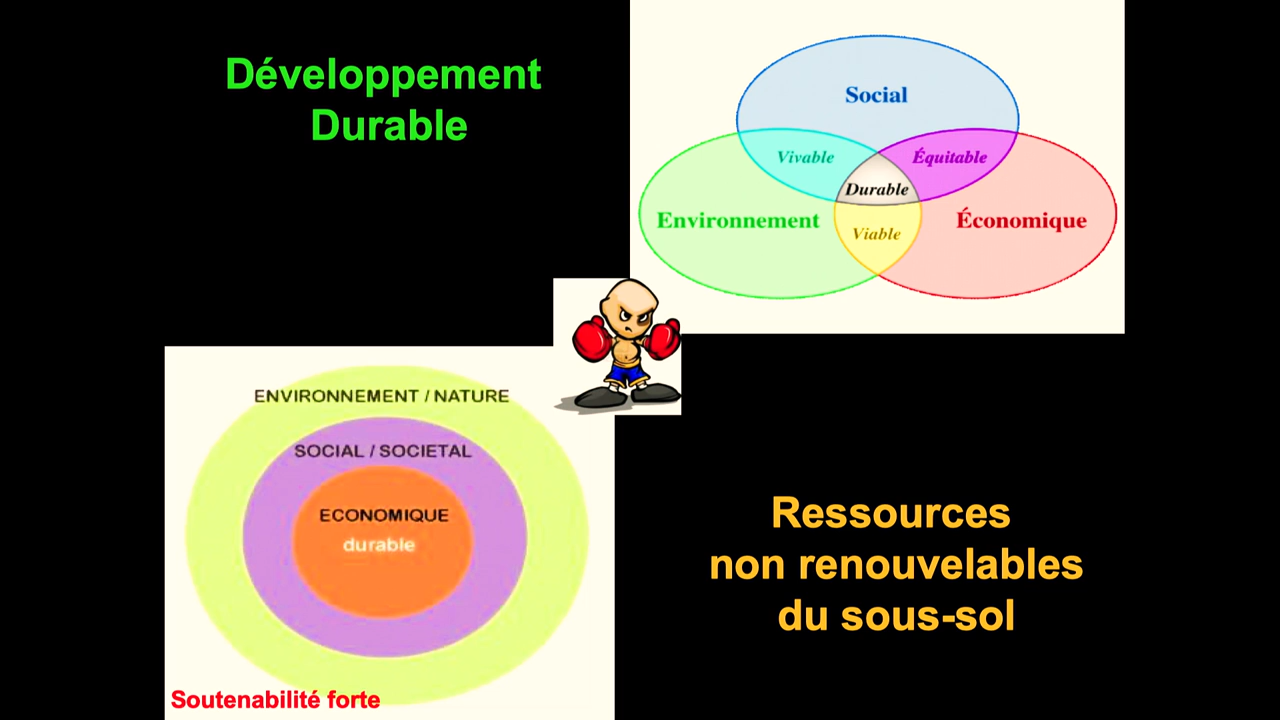 Développement
Durable
Social
Vivable
Équitable
Durable
Environnement
Économique
Viable
ENVIRONNEMENT / NATURE
SOCIAL / SOCIETAL
ECONOMIQUE
durable
Soutenabilité forte
Ressources
non renouvelables
du sous-sol